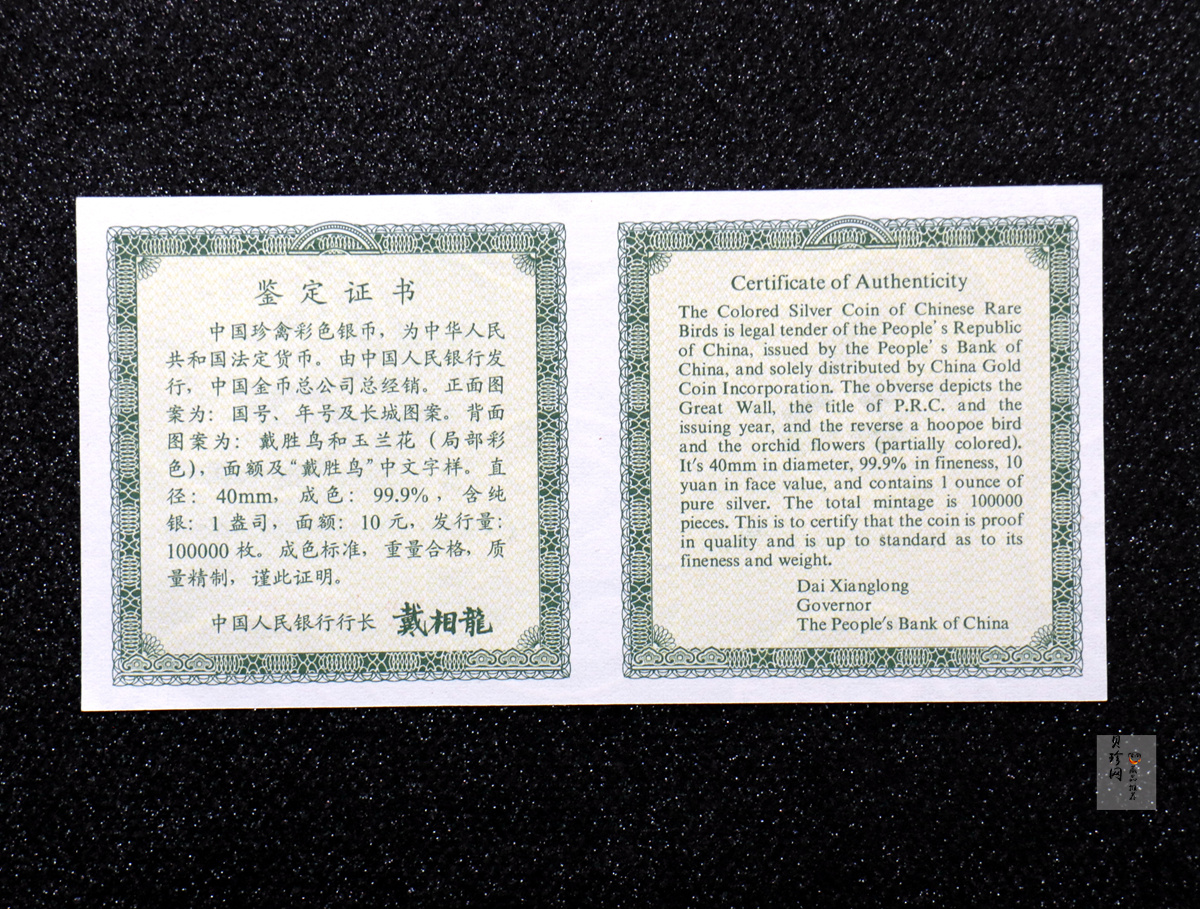 鉴定证书
中国珍禽彩色银币，为中华人民
共和国法定货币。由中国人民银行发
行，中国金币总公司总经销。正面图
案为：国号、年号及长城图案。背面
图案为：戴胜鸟和玉兰花（局部彩
色），面额及“戴胜鸟”中文字样。直
径：40mm，成色：99.9%，含纯
银：1盎司，面额：10元，发行量：
100000枚。成色标准，重量合格，质
量精制，谨此证明。
中国人民银行行长 戴相龍
Certificate of Authenticity
The Colored Silver Coin of Chinese Rare
Birds is legal tender of the People's Republic
of China, issued by the People's Bank of
China, and solely distributed by China Gold
Coin Incorporation. The obverse depicts the
Great Wall, the title of P.R.C. and the
issuing year, and the reverse a hoopoe bird
and the orchid flowers (partially colored).
It's 40mm in diameter, 99.9% in fineness, 10
yuan in face value, and contains 1 ounce of
pure silver. The total mintage is 100000
pieces. This is to certify that the coin is proof
in quality and is up to standard as to its
fineness and weight.
Dai Xianglong
Governor
The People's Bank of China